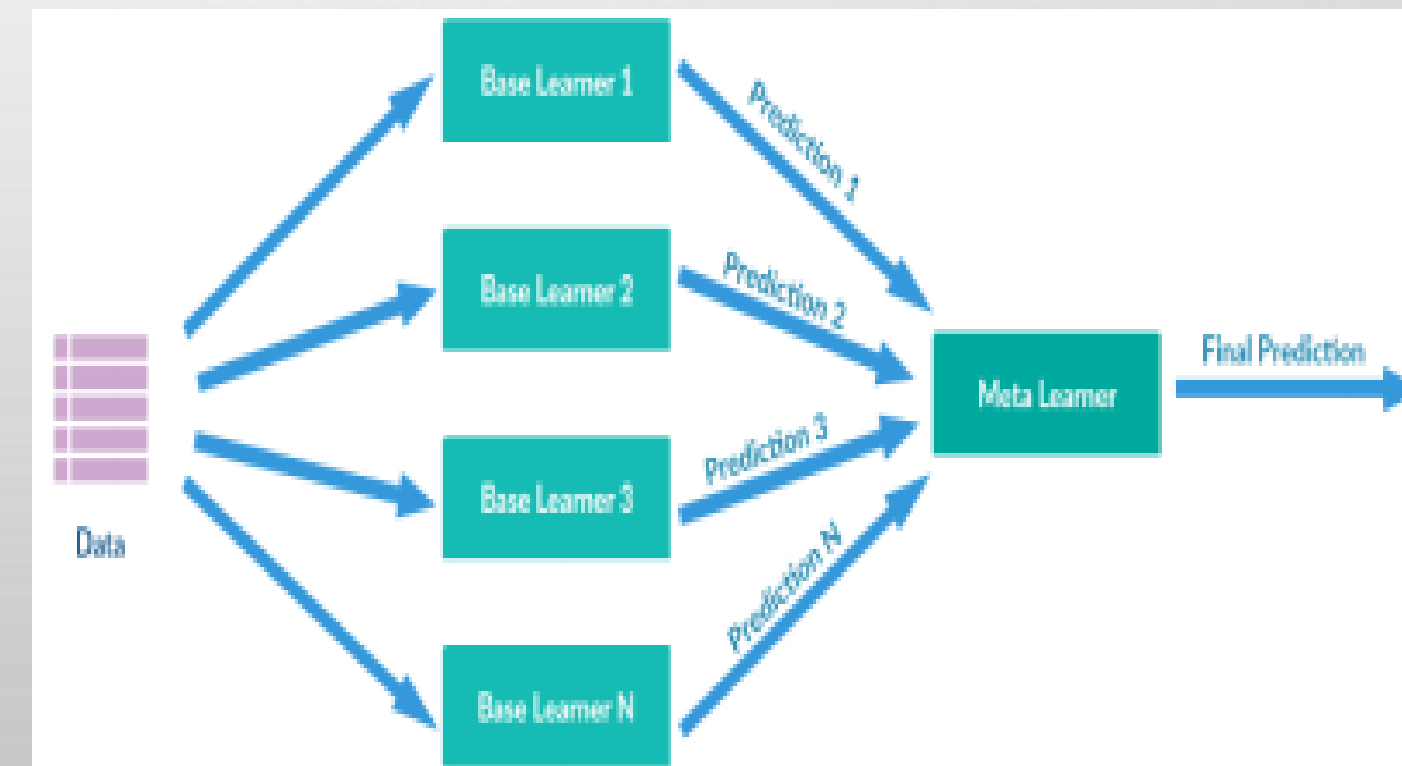 Base Learner 1
Prediction 1
Base Learner 2
Prediction 2
Final Prediction
Meta Learner
Prediction 3
Base Learner 3
Data
Prediction N
Base Learner N